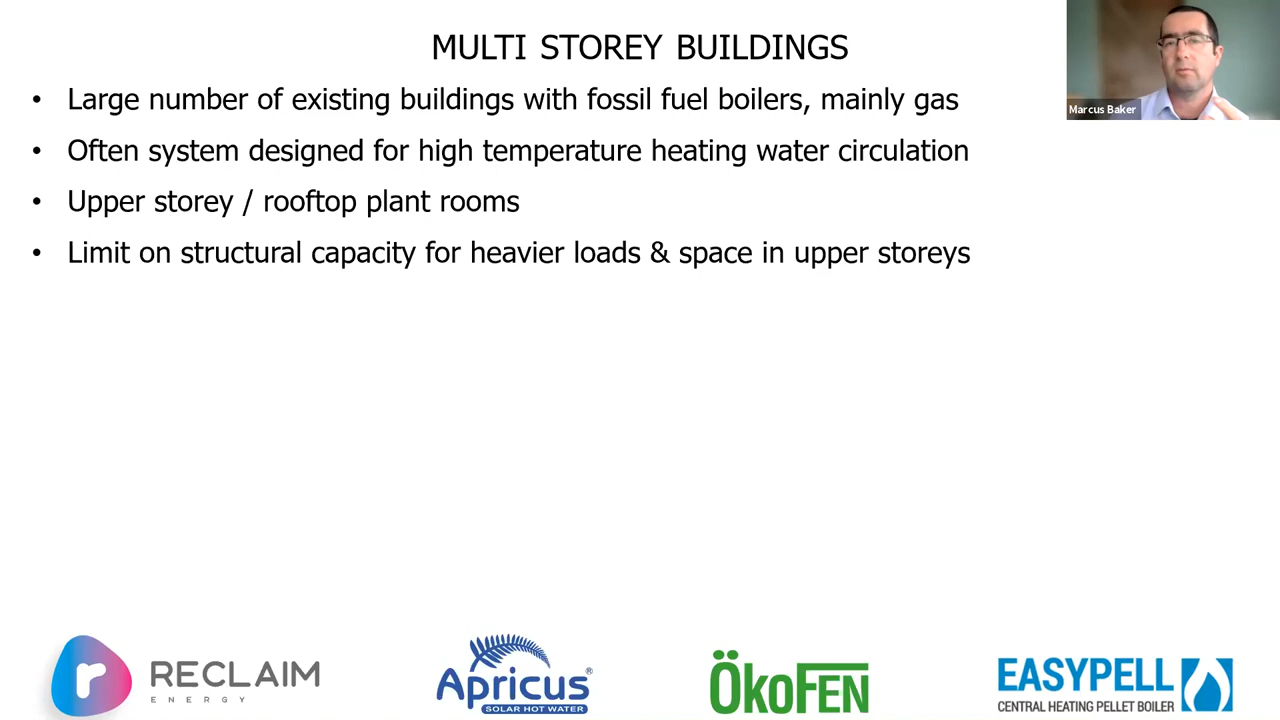 MULTI STOREY BUILDINGS
• Large number of existing buildings with fossil fuel boilers, mainly gas
• Often system designed for high temperature heating water circulation
• Upper storey / rooftop plant rooms
• Limit on structural capacity for heavier loads & space in upper storeys
Marcus Baker
r RECLAIM
ENERGY
Apricus®
SOLAR HOT WATER
ÖkoFEN
EASYPELL
CENTRAL HEATING PELLET BOILER